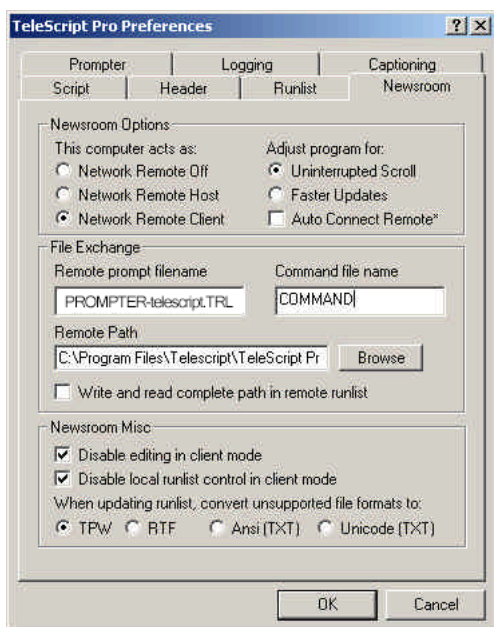 TeleScript Pro Preferences
Prompter Logging Captioning
Script Header Runlist Newsroom
Newsroom Options
This computer acts as: Adjust program for:
Network Remote Off Uninterrupted Scroll
Network Remote Host Faster Updates
Network Remote Client Auto Connect Remote*
File Exchange
Remote prompt filename Command file name
PROMPTER-telescript.TRL COMMAND
Remote Path
C:\Program Files\Telescript\TeleScript Pr Browse
Write and read complete path in remote runlist
Newsroom Misc
Disable editing in client mode
Disable local runlist control in client mode
When updating runlist, convert unsupported file formats to:
TPW RTF Ansi (TXT) Unicode (TXT)
OK Cancel